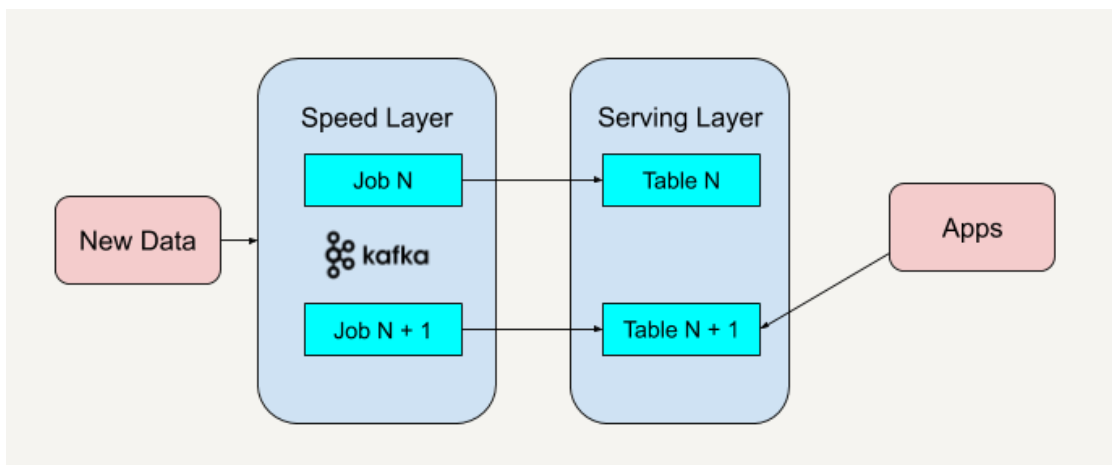 Speed Layer
Serving Layer
Job N
Table N
New Data
kafka
Apps
Job N + 1
Table N + 1